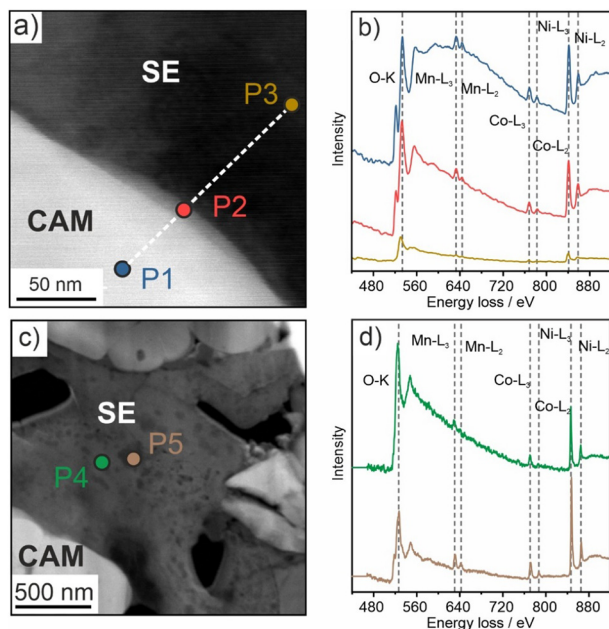 a)
SE
P3
P2
CAM
P1
50 nm
b)
Ni-L₃
Ni-L₂
O-K
Mn-L₃
Mn-L₂
Co-L₃
Co-L₂
Intensity
480 560 640 720 800 880
Energy loss / eV
c)
SE
P5
P4
CAM
500 nm
d)
Ni-L₃
Mn-L₃
Mn-L₂
Ni-L₂
O-K
Co-L₃
Co-L₂
Intensity
480 560 640 720 800 880
Energy loss / eV